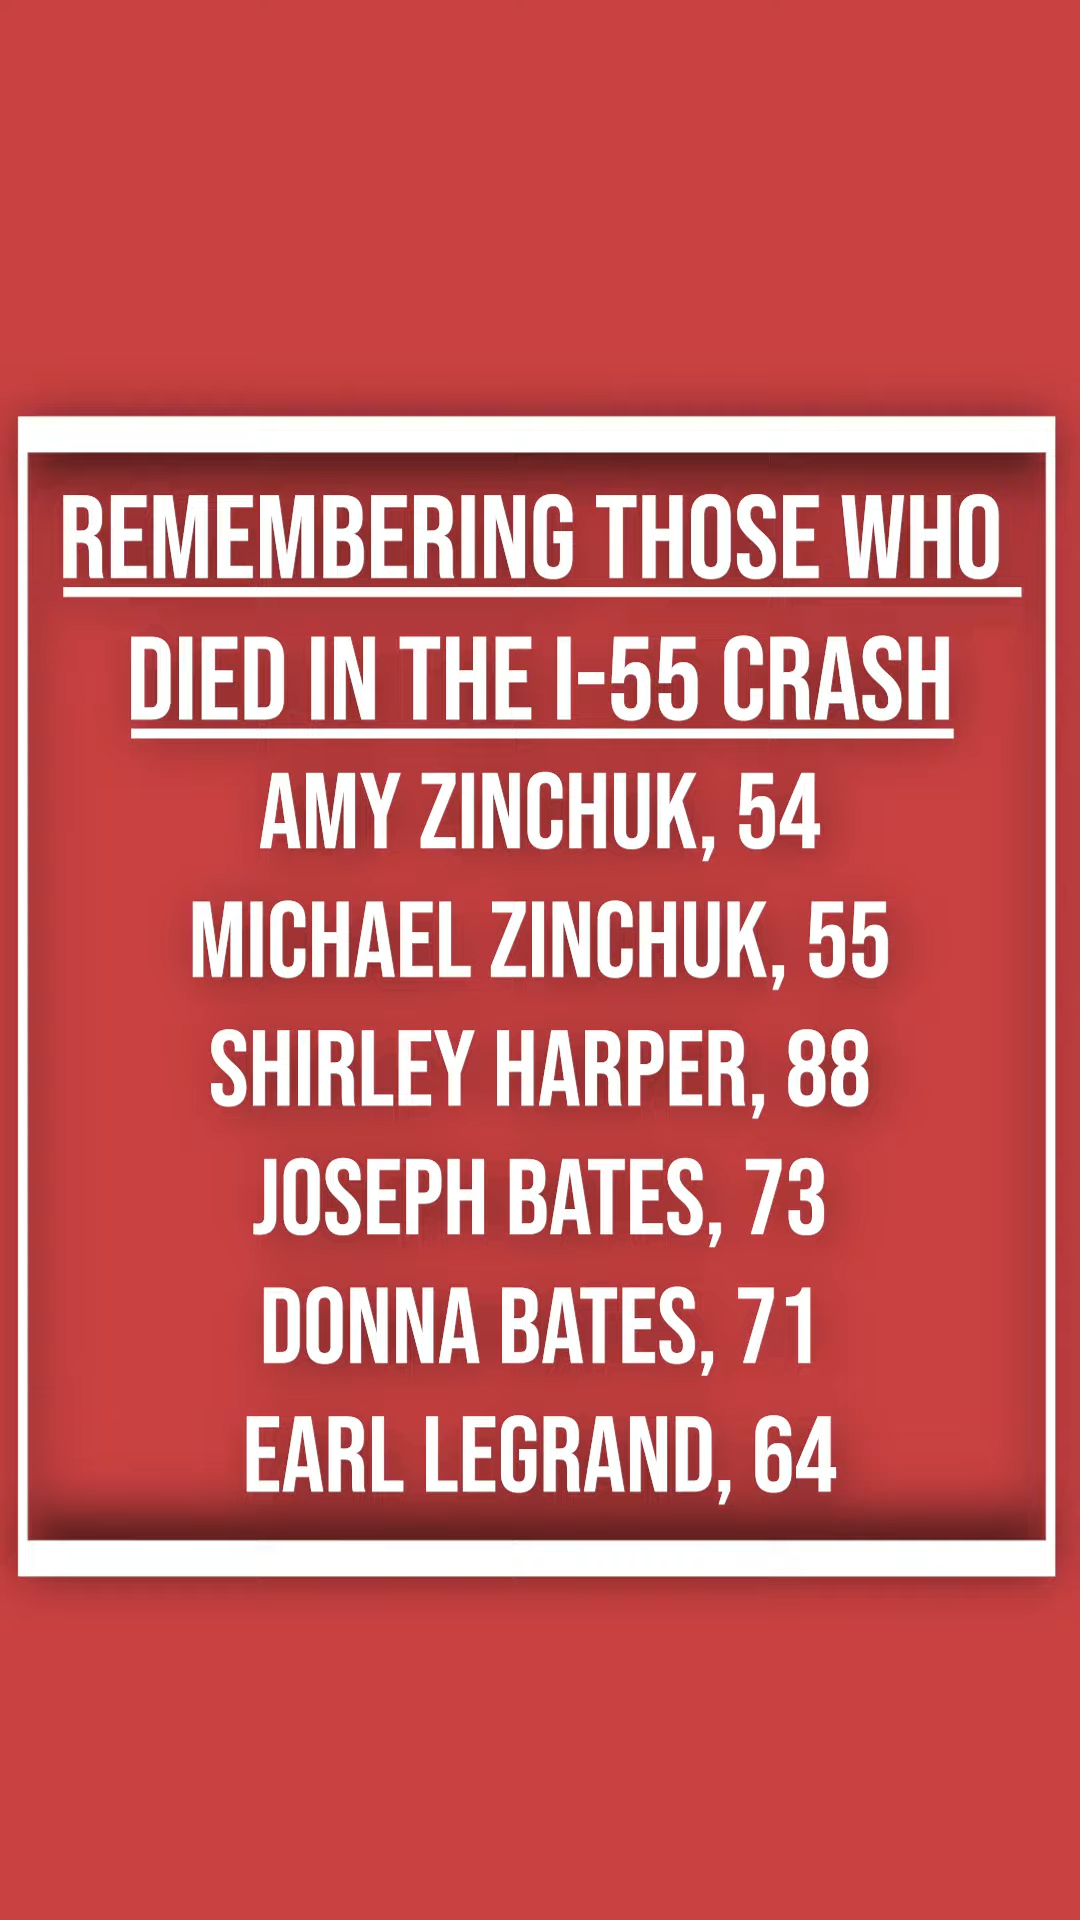 REMEMBERING THOSE WHO
DIED IN THE I-55 CRASH
AMY ZINCHUK, 54
MICHAEL ZINCHUK, 55
SHIRLEY HARPER, 88
JOSEPH BATES, 73
DONNA BATES, 71
EARL LEGRAND, 64